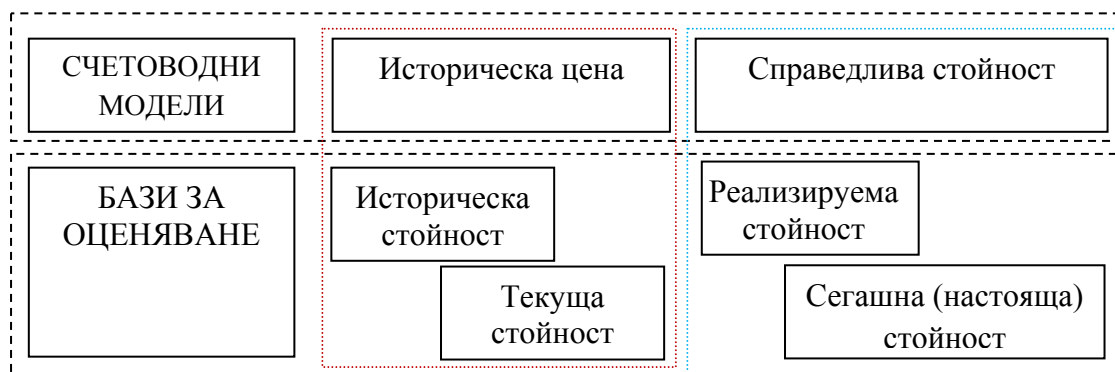 СЧЕТОВОДНИ
МОДЕЛИ
Историческа цена
Справедлива стойност
БАЗИ ЗА
ОЦЕНЯВАНЕ
Историческа
стойност
Текуща
стойност
Реализируема
стойност
Сегашна (настояща)
стойност